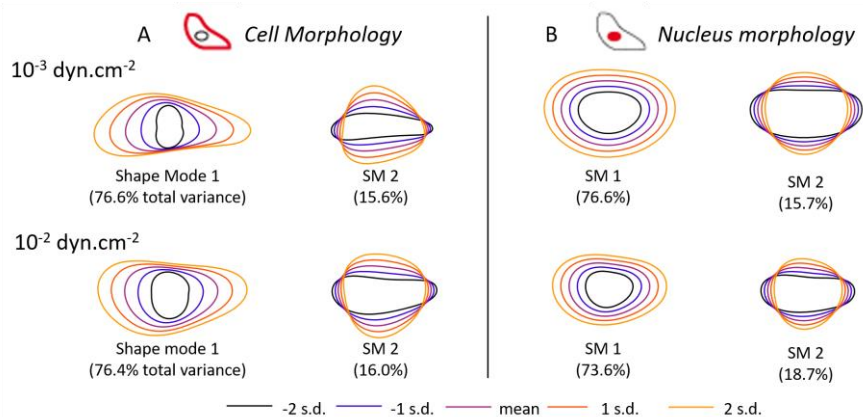 A Cell Morphology
B Nucleus morphology
10⁻³ dyn.cm⁻²
Shape Mode 1
(76.6% total variance)
SM 2
(15.6%)
SM 1
(76.6%)
SM 2
(15.7%)
10⁻² dyn.cm⁻²
Shape mode 1
(76.4% total variance)
SM 2
(16.0%)
SM 1
(73.6%)
SM 2
(18.7%)
-2 s.d. -1 s.d. mean 1 s.d. 2 s.d.